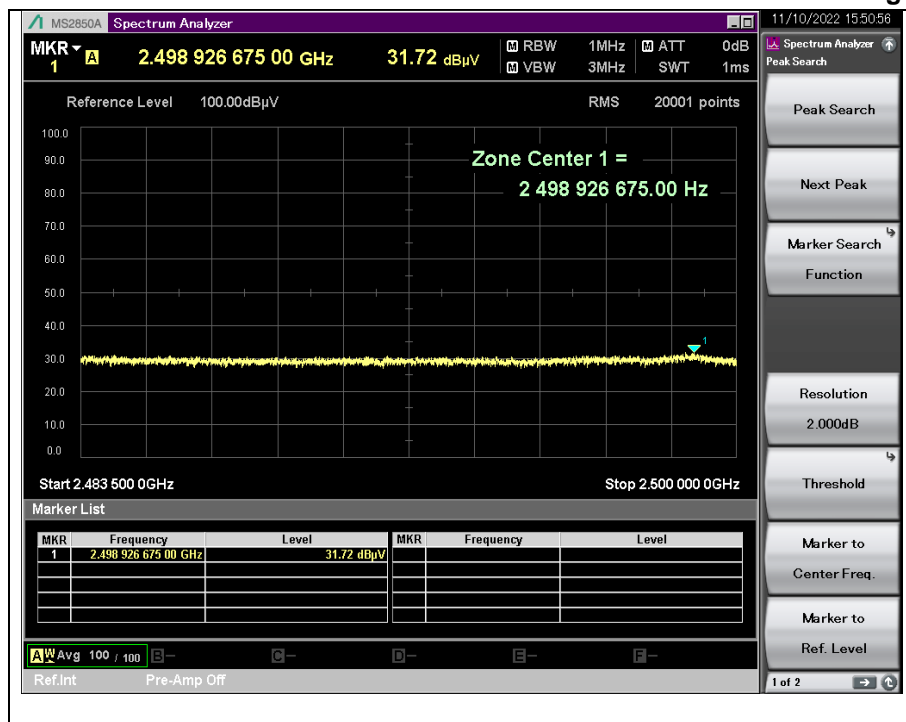 MS2850A Spectrum Analyzer
11/10/2022 15:50:56
MKR 1 A 2.498 926 675 00 GHz 31.72 dBµV
M RBW 1MHz M ATT 0dB
M VBW 3MHz SWT 1ms
Reference Level 100.00dBµV RMS 20001 points
100.0
90.0
80.0
70.0
60.0
50.0
40.0
30.0
20.0
10.0
0.0
Zone Center 1 =
2 498 926 675.00 Hz
1
Start 2.483 500 0GHz Stop 2.500 000 0GHz
Marker List
MKR Frequency Level MKR Frequency Level
1 2.498 926 675 00 GHz 31.72 dBµV
A W Avg 100 / 100 B- C- D- E- F-
Ref.Int Pre-Amp Off
Spectrum Analyzer
Peak Search
Peak Search
Next Peak
Marker Search
Function
Resolution
2.000dB
Threshold
Marker to
Center Freq.
Marker to
Ref. Level
1 of 2